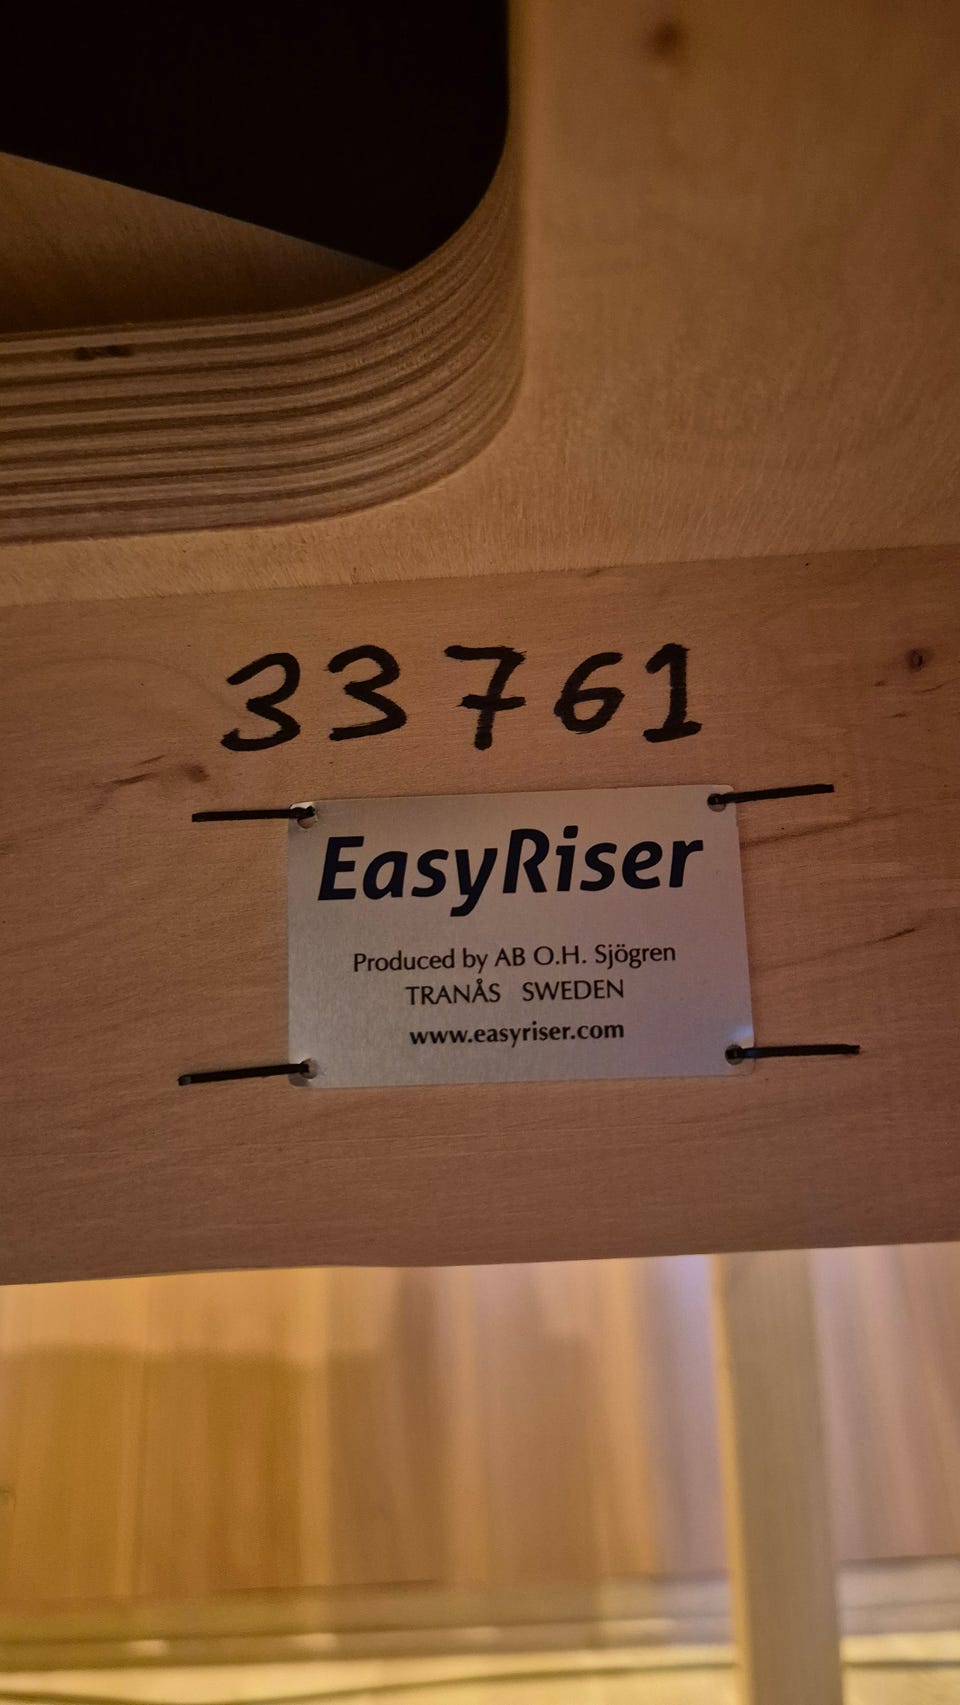 33761
EasyRiser
Produced by AB O.H. Sjögren
TRANÅS SWEDEN
www.easyriser.com